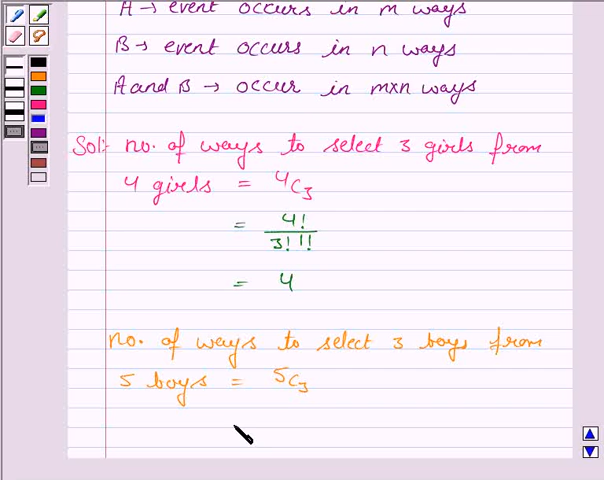 A → event occurs in m ways
B → event occurs in n ways
A and B → occur in m×n ways
Sol: no. of ways to select 3 girls from
4 girls = ⁴C₃
= 4! / 3! 1!
= 4
no. of ways to select 3 boys from
5 boys = ⁵C₃